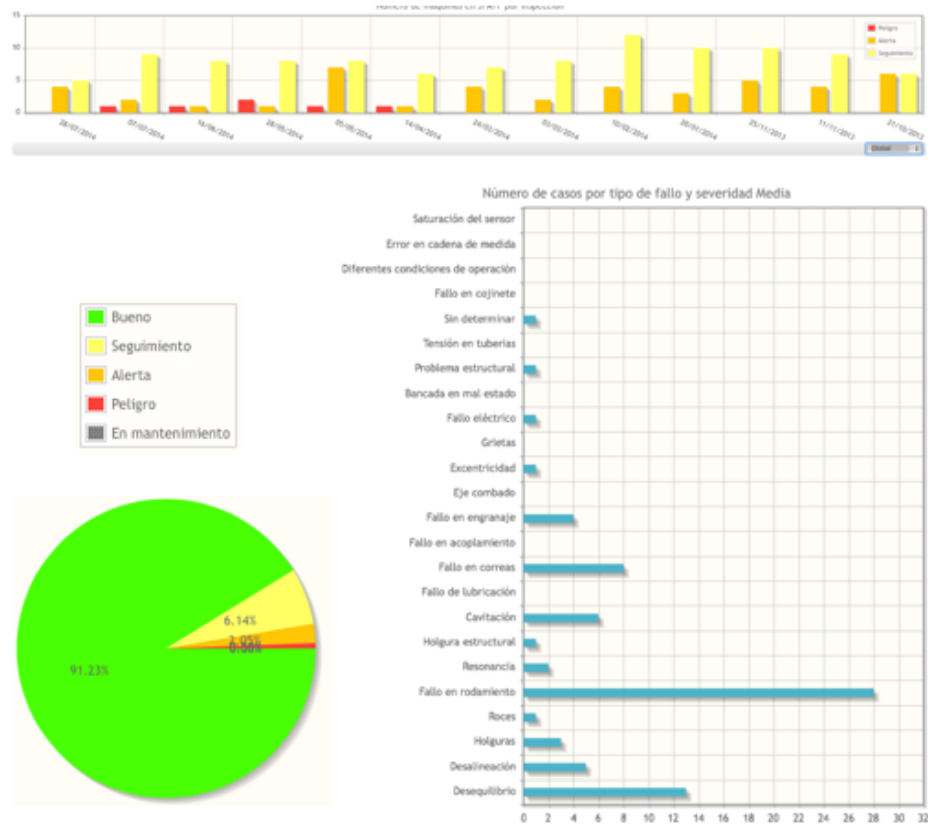 Número de máquinas en S/A/P por inspección
15
10
5
0
Peligro
Alerta
Seguimiento
28/07/2014
07/07/2014
16/06/2014
05/05/2014
14/04/2014
24/03/2014
03/03/2014
10/02/2014
20/01/2014
25/11/2013
11/11/2013
21/10/2013
Global
Número de casos por tipo de fallo y severidad Media
Saturación del sensor
Error en cadena de medida
Diferentes condiciones de operación
Fallo en cojinete
Sin determinar
Tensión en tuberías
Problema estructural
Bancada en mal estado
Fallo eléctrico
Grietas
Excentricidad
Eje combado
Fallo en engranaje
Fallo en acoplamiento
Fallo en correas
Fallo de lubricación
Cavitación
Holgura estructural
Resonancia
Fallo en rodamiento
Roces
Holguras
Desalineación
Desequilibrio
0 2 4 6 8 10 12 14 16 18 20 22 24 26 28 30 32
Bueno
Seguimiento
Alerta
Peligro
En mantenimiento
6.14%
2.05%
91.23%